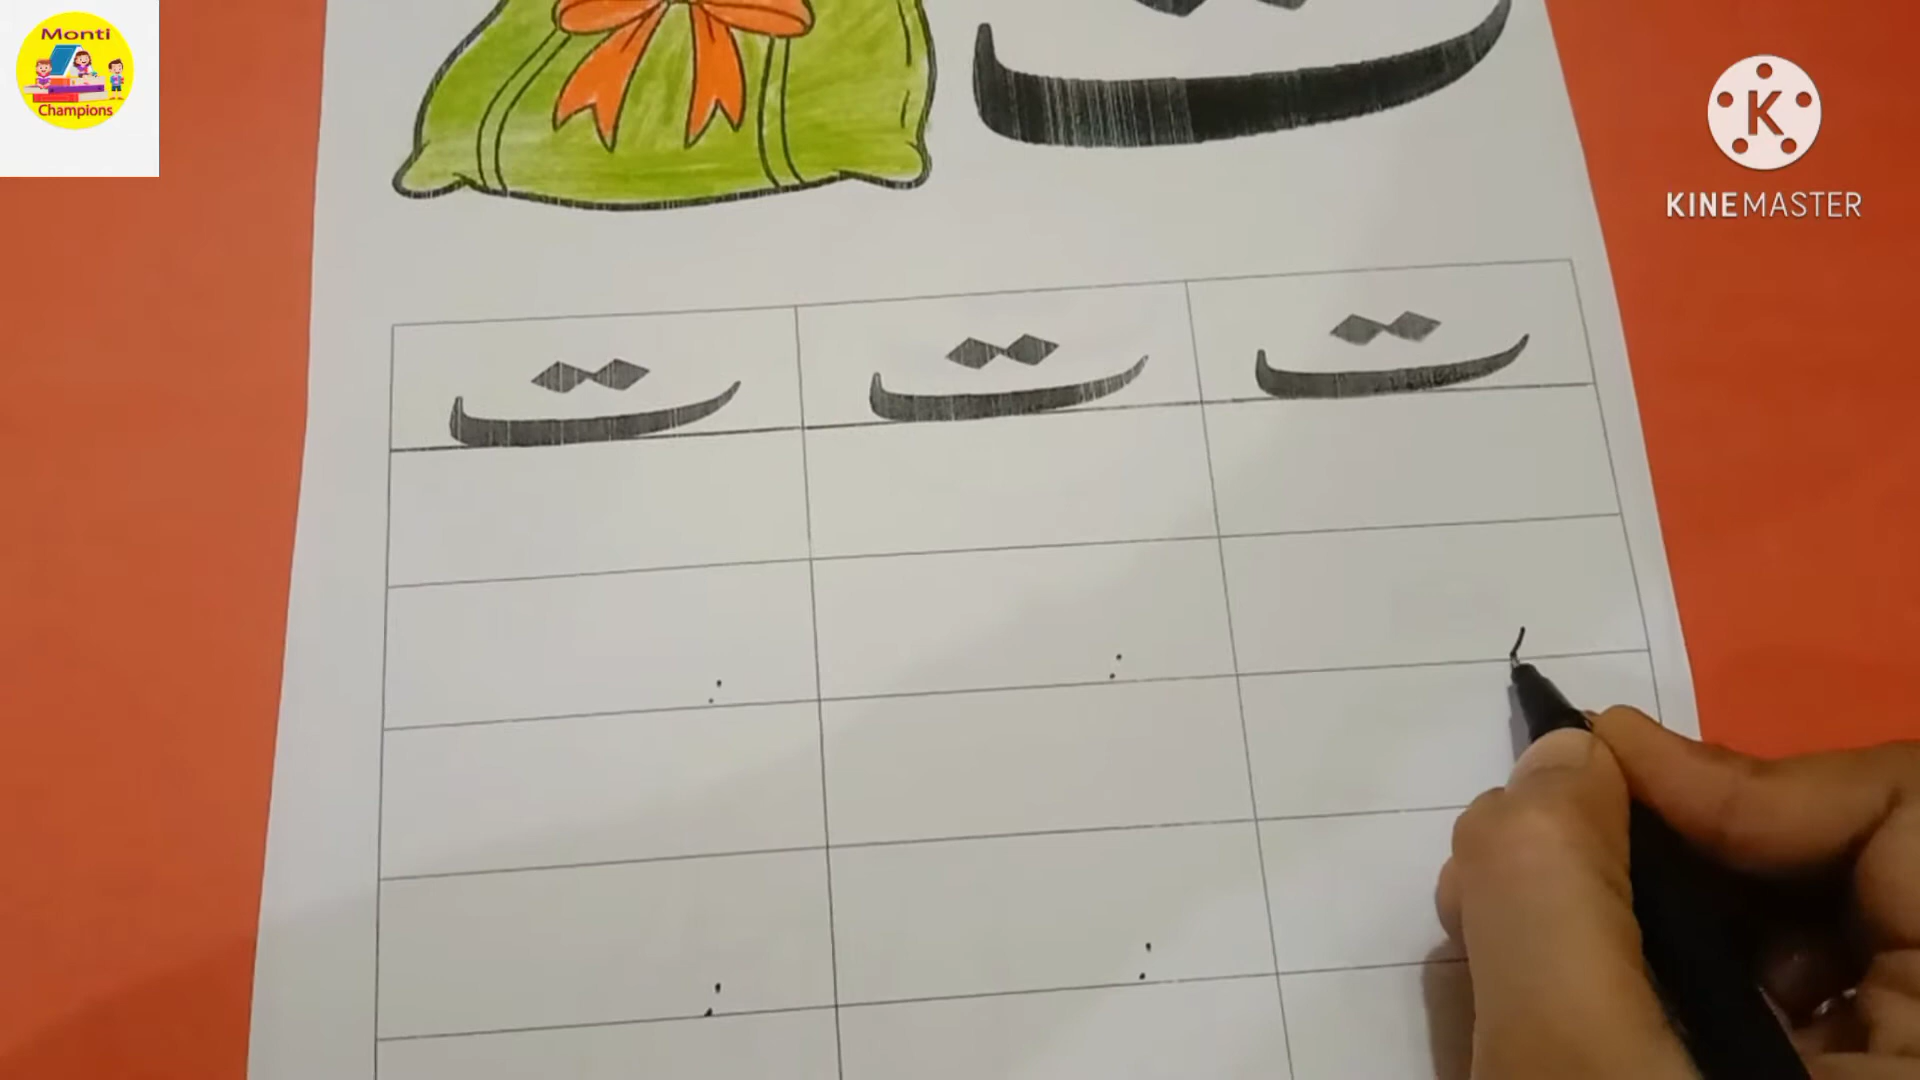 Monti
Champions
K
KINEMASTER
ت
ت ت ت